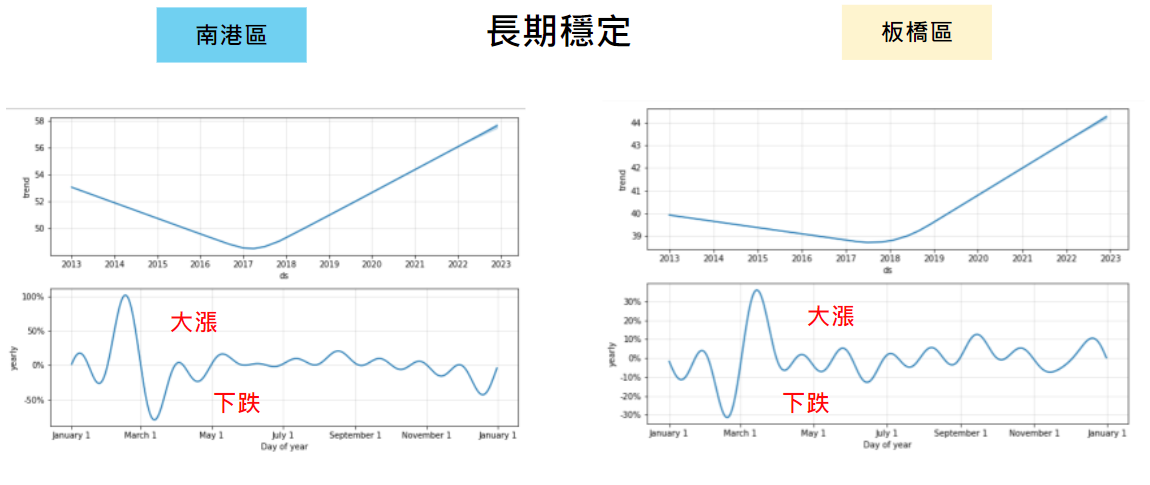 南港區
長期穩定
板橋區
58
56
54
52
50
trend
2013 2014 2015 2016 2017 2018 2019 2020 2021 2022 2023
ds
44
43
42
41
40
39
trend
2013 2014 2015 2016 2017 2018 2019 2020 2021 2022 2023
ds
100%
50%
0%
-50%
yearly
大漲
下跌
January 1 March 1 May 1 July 1 September 1 November 1 January 1
Day of year
30%
20%
10%
0%
-10%
-20%
-30%
yearly
大漲
下跌
January 1 March 1 May 1 July 1 September 1 November 1 January 1
Day of year